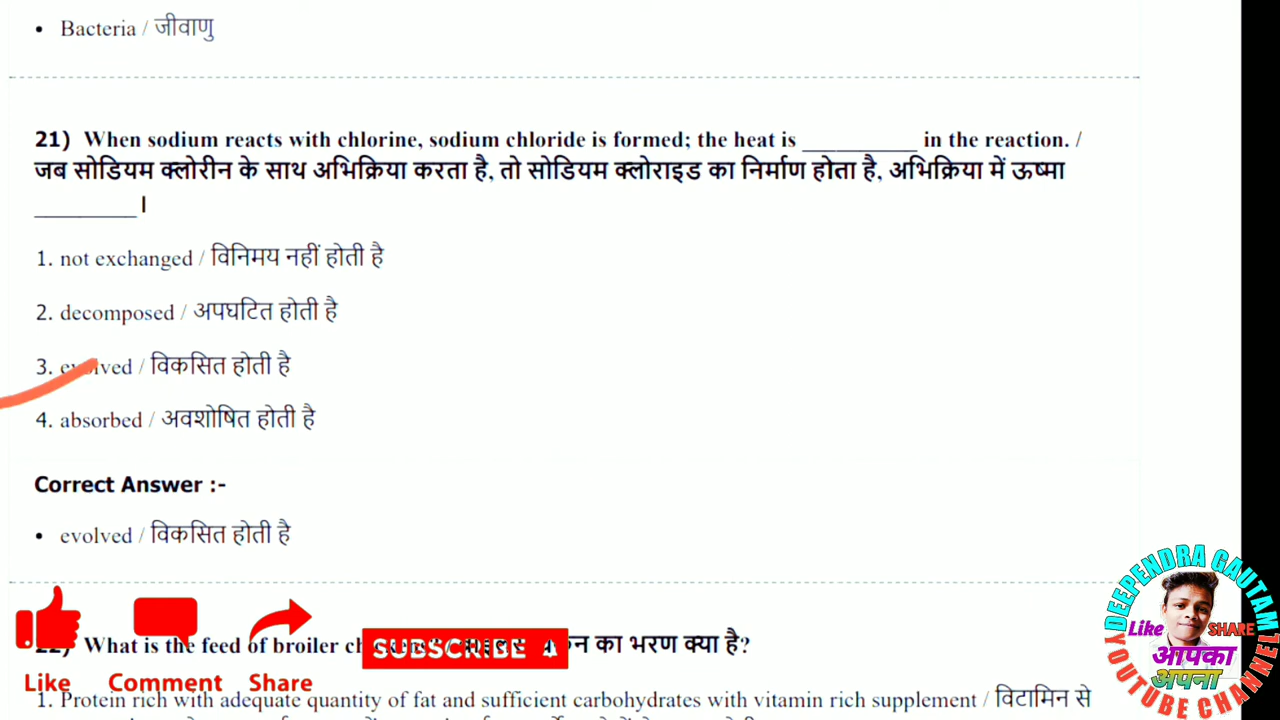 • Bacteria / जीवाणु
21) When sodium reacts with chlorine, sodium chloride is formed; the heat is __________ in the reaction. /
जब सोडियम क्लोरीन के साथ अभिक्रिया करता है, तो सोडियम क्लोराइड का निर्माण होता है, अभिक्रिया में ऊष्मा
_________ ।
1. not exchanged / विनिमय नहीं होती है
2. decomposed / अपघटित होती है
3. evolved / विकसित होती है
4. absorbed / अवशोषित होती है
Correct Answer :-
• evolved / विकसित होती है
22) What is the feed of broiler का भरण क्या है?
SUBSCRIBE
Like Comment Share
1. Protein rich with adequate quantity of fat and sufficient carbohydrates with vitamin rich supplement / विटामिन से
DEEPENDRA GAUTAM
Like SHARE
आपका
अपना
YOUTUBE CHANNEL